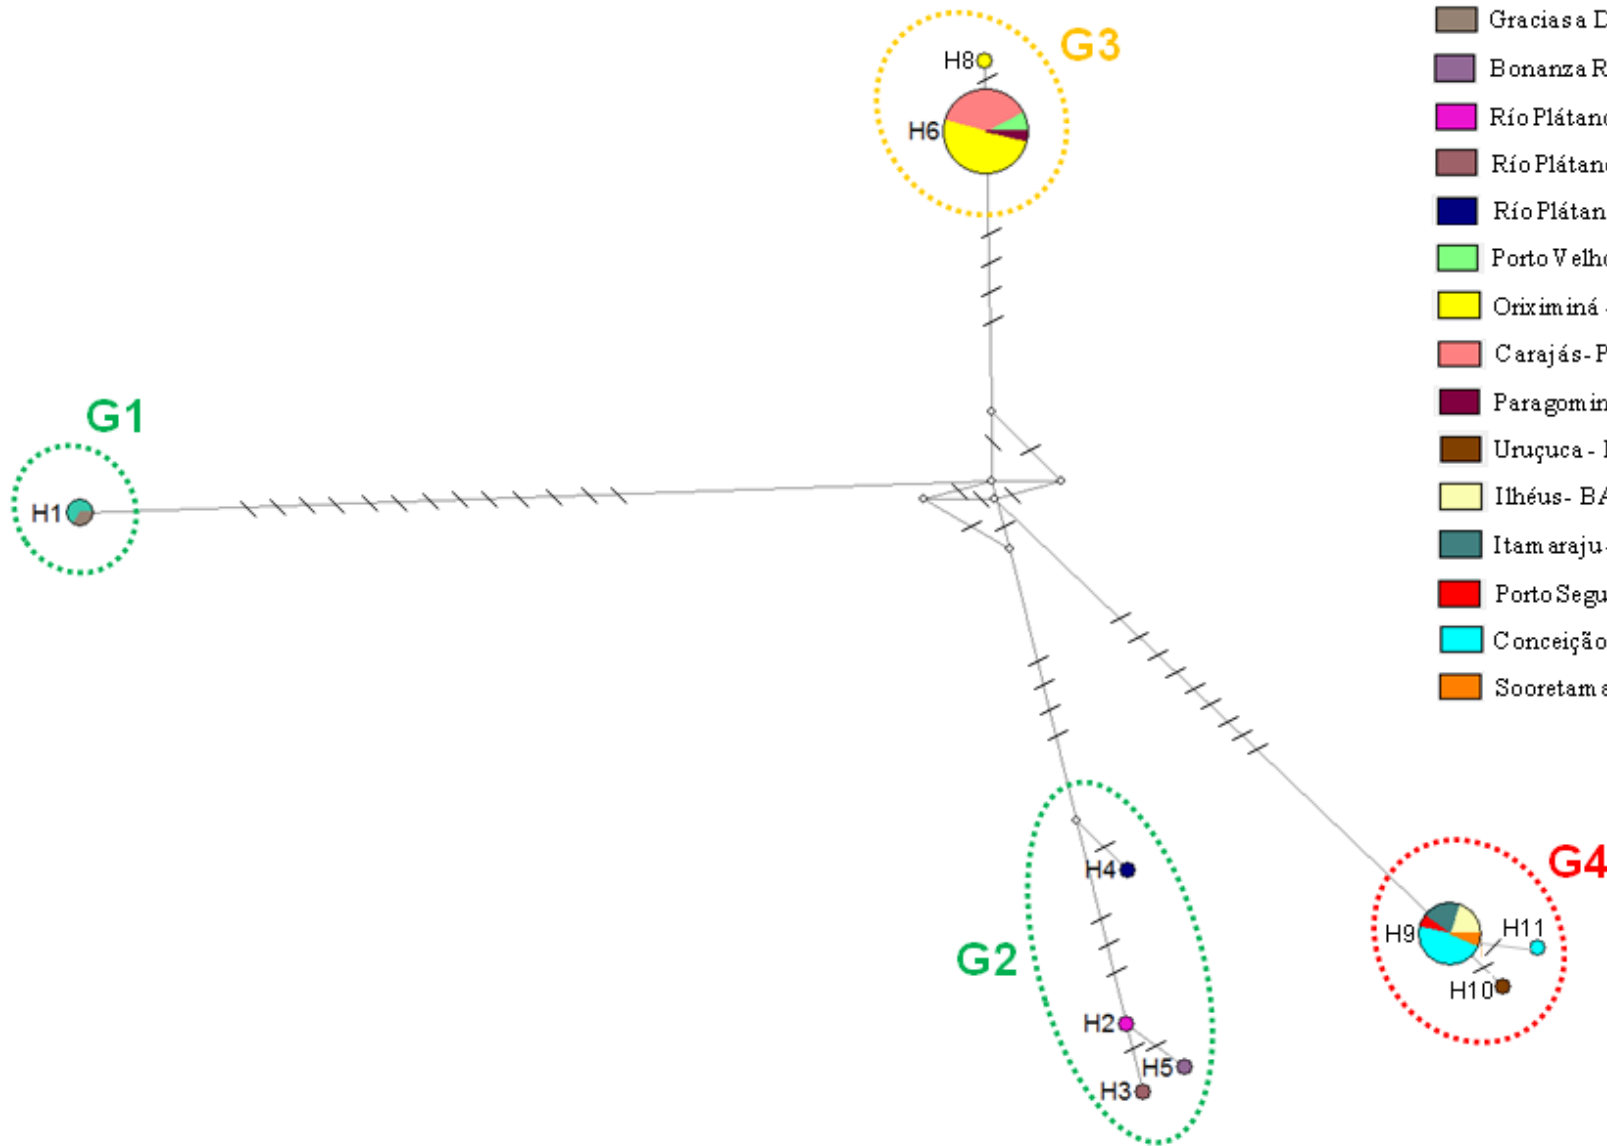 G3
H8
H6
G1
H1
G2
H4
H2
H5
H3
G4
H9
H11
H10
Gracias a D
Bonanza R
Río Plátano
Río Plátano
Río Plátan
Porto Velho
Oriximiná -
Carajás- P
Paragomin
Uruçuca -
Ilhéus- BA
Itamaraju-
Porto Segu
Conceição
Sooretama